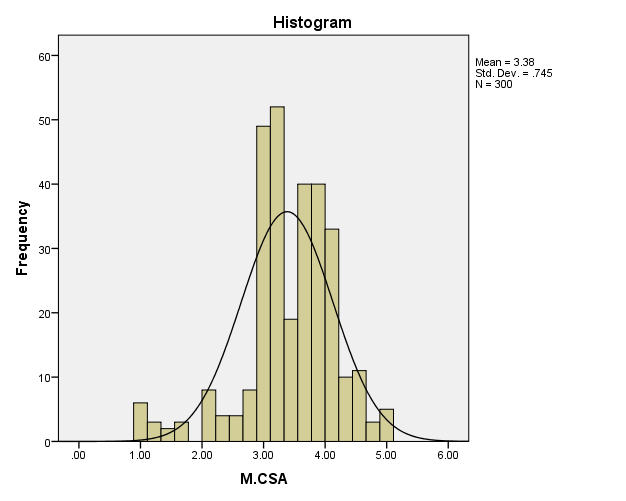 Histogram
Mean = 3.38
Std. Dev. = .745
N = 300
60
50
40
30
20
10
0
Frequency
.00 1.00 2.00 3.00 4.00 5.00 6.00
M.CSA